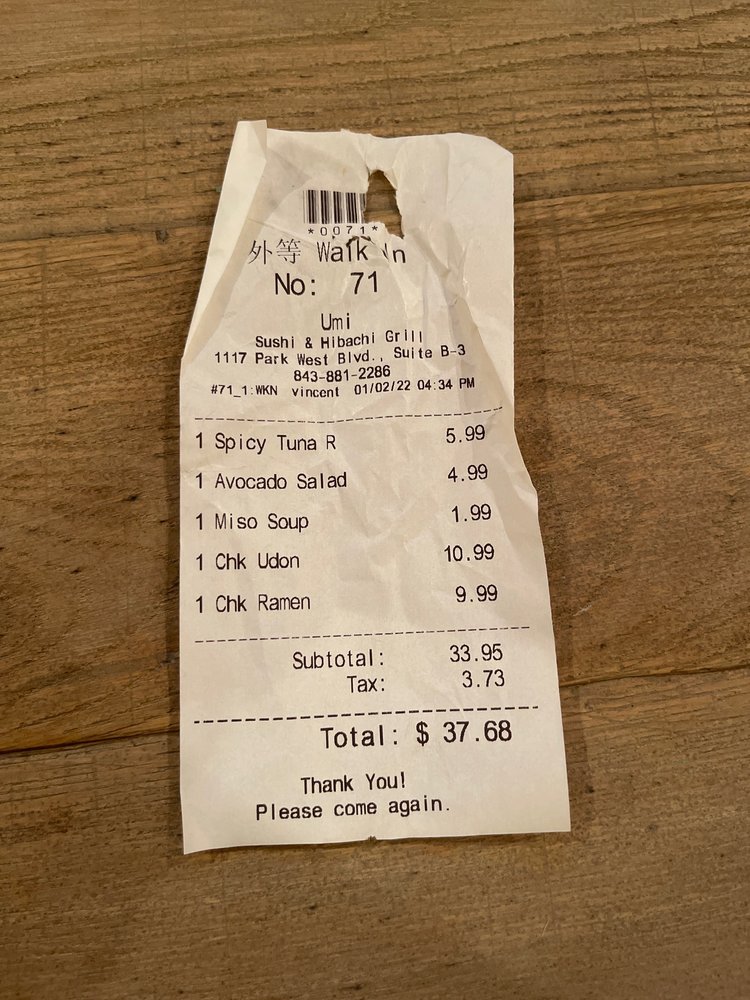 *0071*
外等 Walk In
No: 71
Umi
Sushi & Hibachi Grill
1117 Park West Blvd., Suite B-3
843-881-2286
#71_1:WKN vincent 01/02/22 04:34 PM
1 Spicy Tuna R 5.99
1 Avocado Salad 4.99
1 Miso Soup 1.99
1 Chk Udon 10.99
1 Chk Ramen 9.99
Subtotal: 33.95
Tax: 3.73
Total: $ 37.68
Thank You!
Please come again.